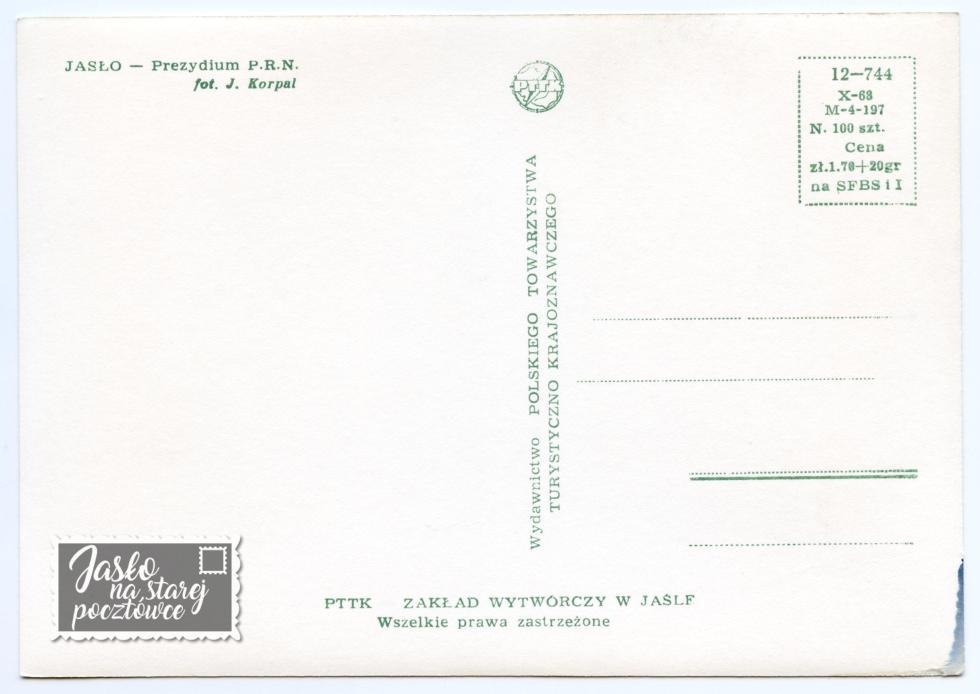 JASŁO — Prezydium P.R.N.
fot. J. Korpal
PTTK
12—744
X-68
M-4-197
N. 100 szt.
Cena
zł.1.70+20gr
na SFBS i I
Wydawnictwo POLSKIEGO TOWARZYSTWA
TURYSTYCZNO KRAJOZNAWCZEGO
PTTK ZAKŁAD WYTWÓRCZY W JAŚLE
Wszelkie prawa zastrzeżone
Jasło
na starej
pocztówce